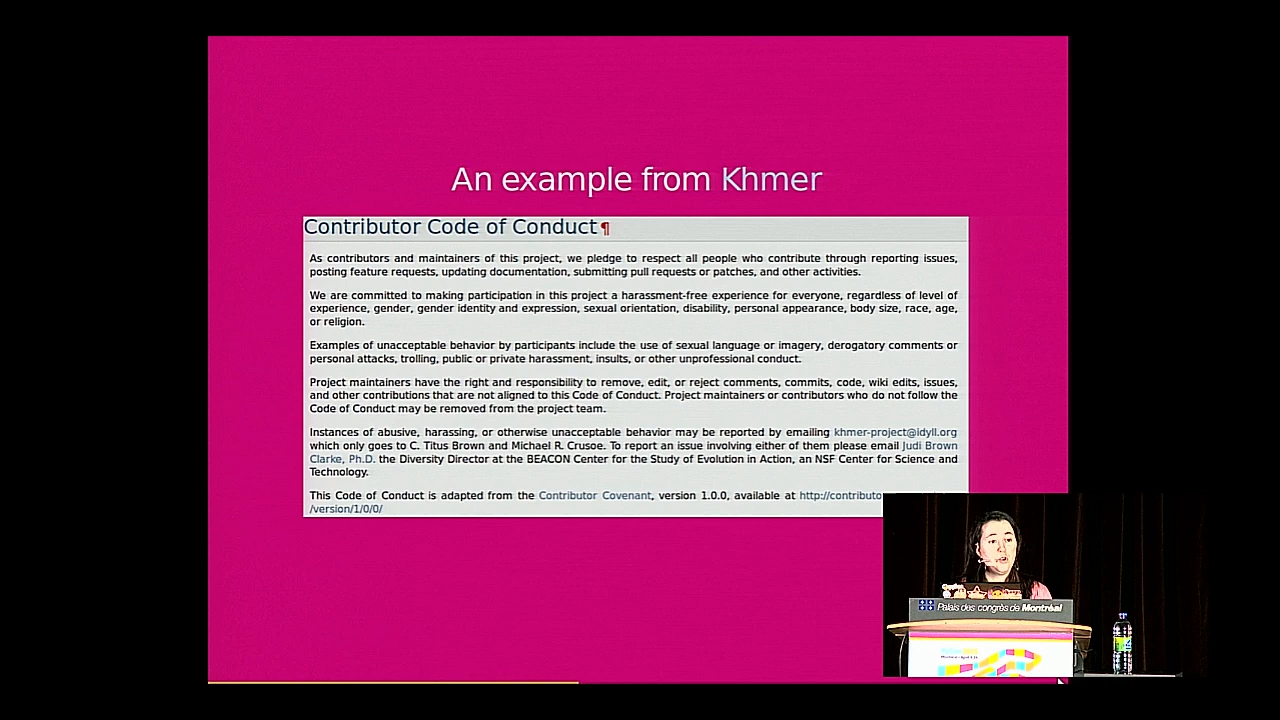 An example from Khmer
Contributor Code of Conduct¶
As contributors and maintainers of this project, we pledge to respect all people who contribute through reporting issues,
posting feature requests, updating documentation, submitting pull requests or patches, and other activities.
We are committed to making participation in this project a harassment-free experience for everyone, regardless of level of
experience, gender, gender identity and expression, sexual orientation, disability, personal appearance, body size, race, age,
or religion.
Examples of unacceptable behavior by participants include the use of sexual language or imagery, derogatory comments or
personal attacks, trolling, public or private harassment, insults, or other unprofessional conduct.
Project maintainers have the right and responsibility to remove, edit, or reject comments, commits, code, wiki edits, issues,
and other contributions that are not aligned to this Code of Conduct. Project maintainers or contributors who do not follow the
Code of Conduct may be removed from the project team.
Instances of abusive, harassing, or otherwise unacceptable behavior may be reported by emailing khmer-project@idyll.org
which only goes to C. Titus Brown and Michael R. Crusoe. To report an issue involving either of them please email Judi Brown
Clarke, Ph.D. the Diversity Director at the BEACON Center for the Study of Evolution in Action, an NSF Center for Science and
Technology.
This Code of Conduct is adapted from the Contributor Covenant, version 1.0.0, available at http://contributo
/version/1/0/0/
Palais des congrès de Montréal